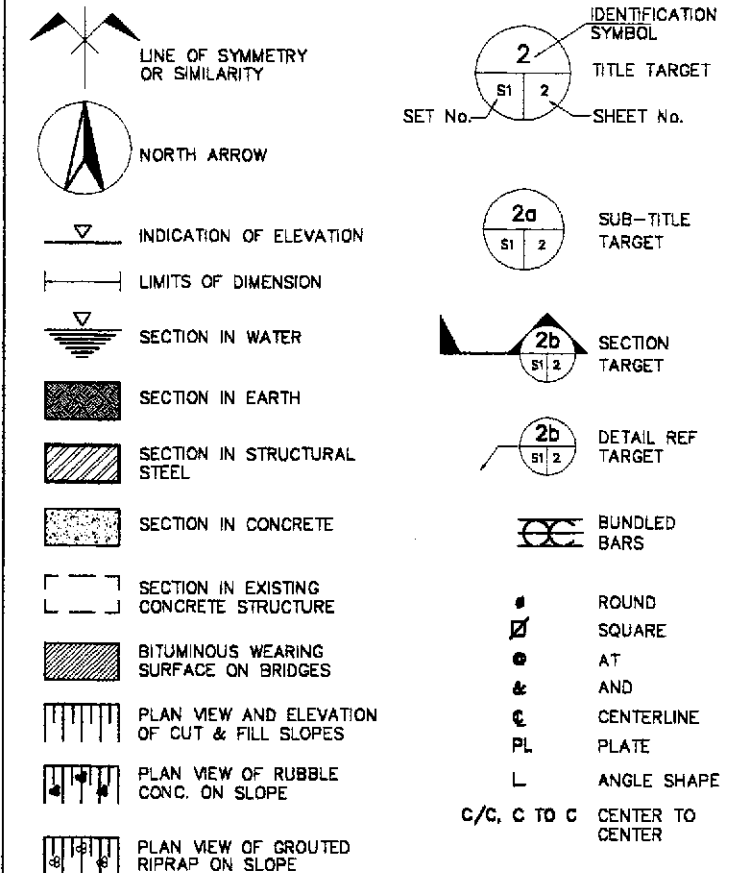 LINE OF SYMMETRY
OR SIMILARITY
NORTH ARROW
INDICATION OF ELEVATION
LIMITS OF DIMENSION
SECTION IN WATER
SECTION IN EARTH
SECTION IN STRUCTURAL
STEEL
SECTION IN CONCRETE
SECTION IN EXISTING
CONCRETE STRUCTURE
BITUMINOUS WEARING
SURFACE ON BRIDGES
PLAN VIEW AND ELEVATION
OF CUT & FILL SLOPES
PLAN VIEW OF RUBBLE
CONC. ON SLOPE
PLAN VIEW OF GROUTED
RIPRAP ON SLOPE
IDENTIFICATION
SYMBOL
2
TITLE TARGET
S1 2
SET No.
SHEET No.
2a
S1 2
SUB-TITLE
TARGET
2b
S1 2
SECTION
TARGET
2b
S1 2
DETAIL REF
TARGET
BUNDLED
BARS
ROUND
SQUARE
@ AT
& AND
℄ CENTERLINE
PL PLATE
L ANGLE SHAPE
C/C, C TO C CENTER TO
CENTER